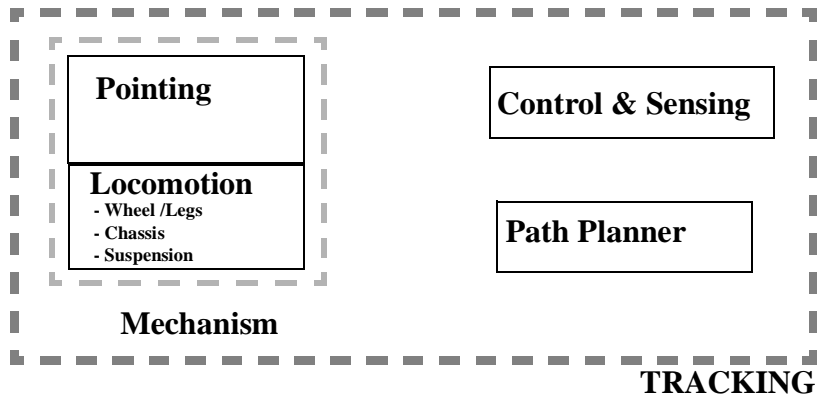 Pointing
Locomotion
- Wheel /Legs
- Chassis
- Suspension
Mechanism
Control & Sensing
Path Planner
TRACKING